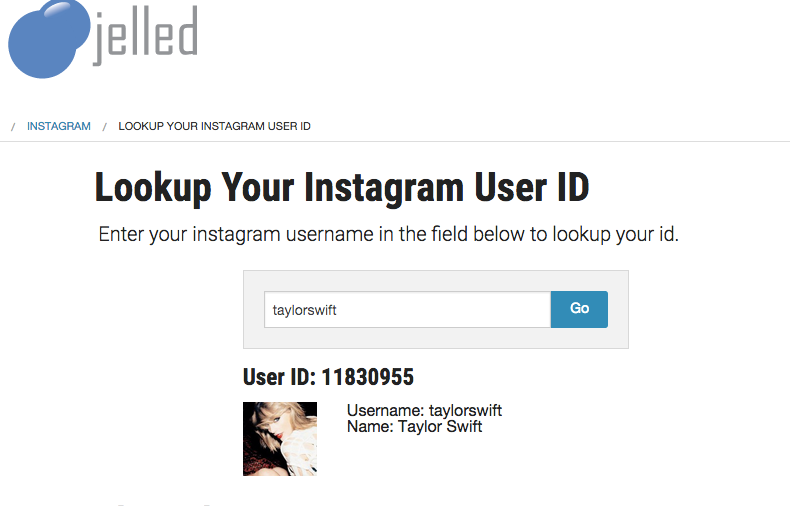 jelled
/ INSTAGRAM / LOOKUP YOUR INSTAGRAM USER ID
Lookup Your Instagram User ID
Enter your instagram username in the field below to lookup your id.
taylorswift Go
User ID: 11830955
Username: taylorswift
Name: Taylor Swift